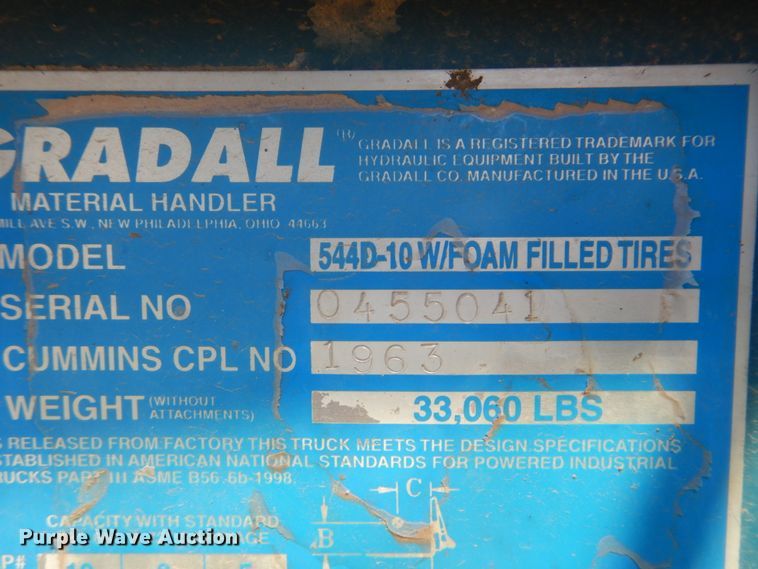 GRADALL (R)
GRADALL IS A REGISTERED TRADEMARK FOR
HYDRAULIC EQUIPMENT BUILT BY THE
GRADALL CO. MANUFACTURED IN THE U.S.A.
MATERIAL HANDLER
MILL AVE S.W., NEW PHILADELPHIA, OHIO 44663
MODEL 544D-10 W/FOAM FILLED TIRES
SERIAL NO 0455041
CUMMINS CPL NO 1963
WEIGHT (WITHOUT ATTACHMENTS) 33,060 LBS
RELEASED FROM FACTORY THIS TRUCK MEETS THE DESIGN SPECIFICATIONS
STABLISHED IN AMERICAN NATIONAL STANDARDS FOR POWERED INDUSTRIAL
RUCKS PART III ASME B56.6b-1998.
CAPACITY WITH STANDARD
C
B
P#
Purple Wave Auction